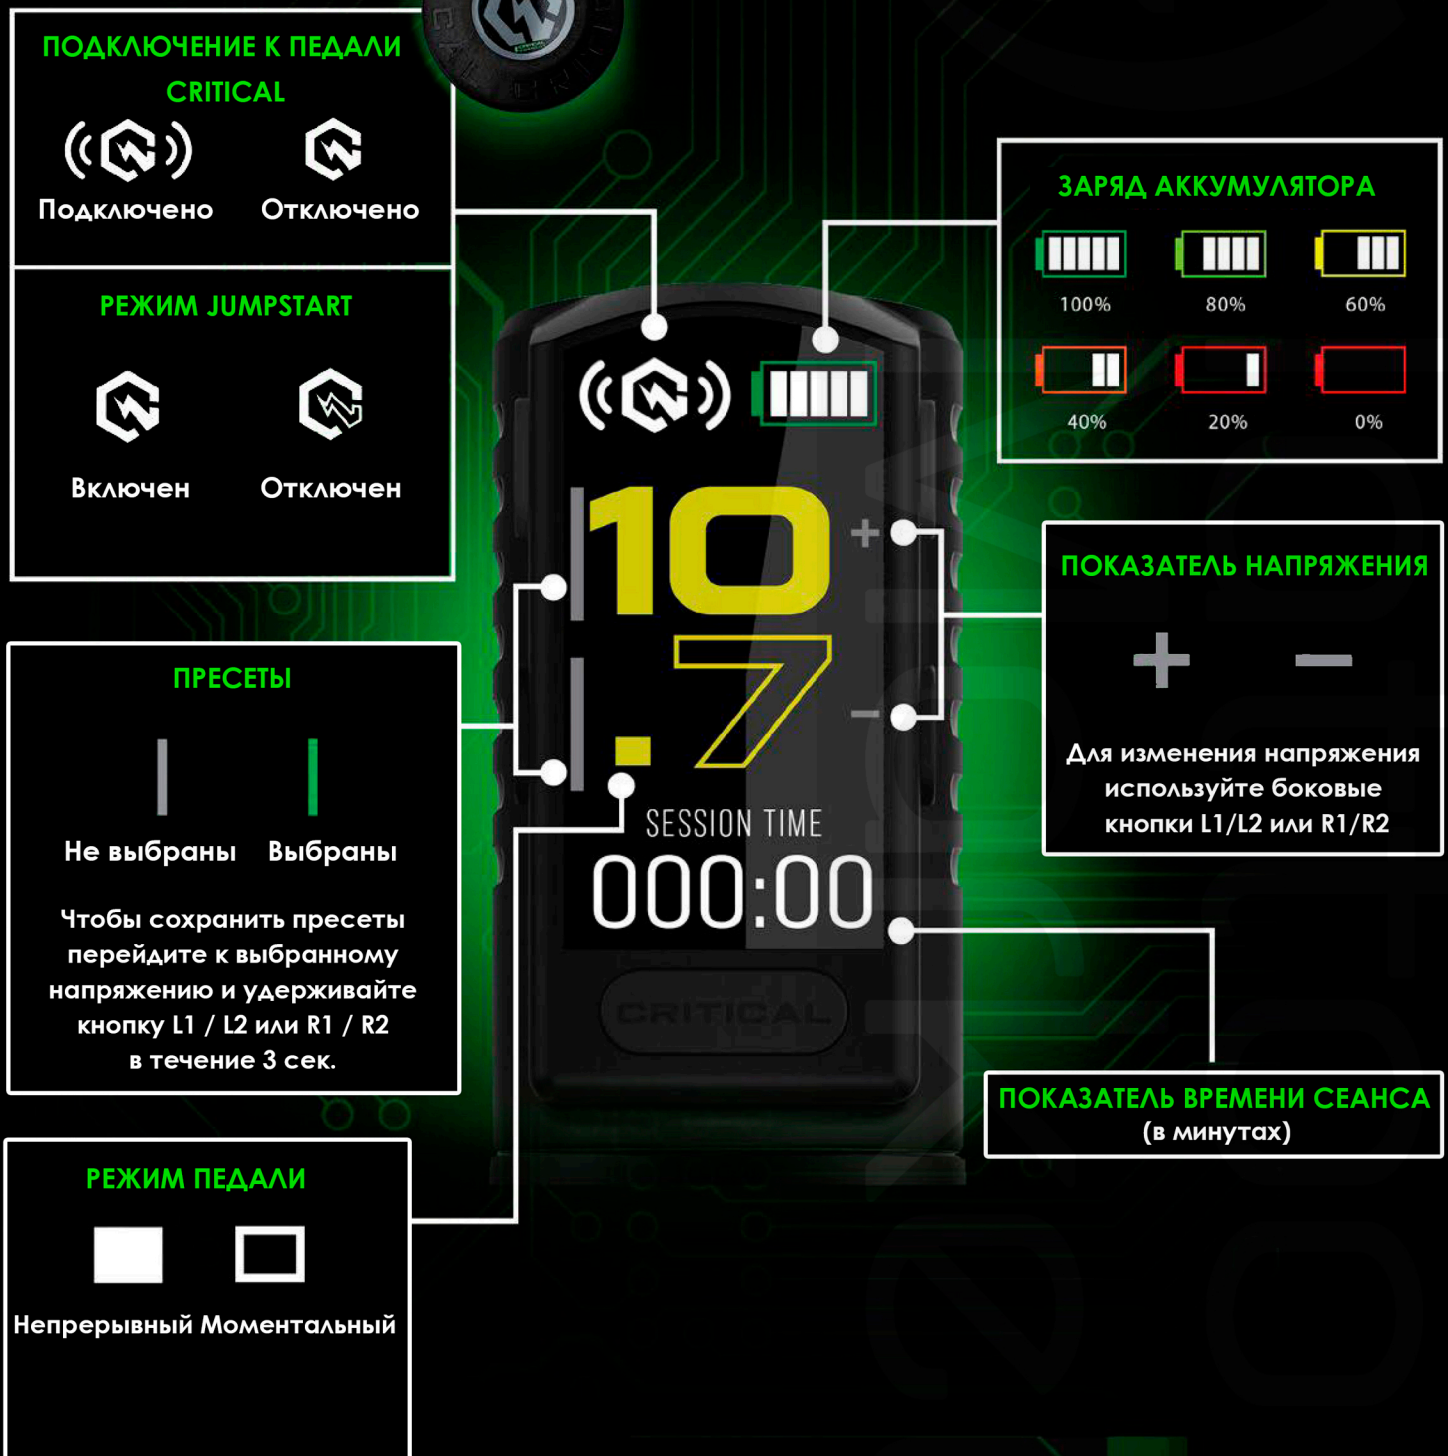 ПОДКЛЮЧЕНИЕ К ПЕДАЛИ
CRITICAL
Подключено
Отключено
РЕЖИМ JUMPSTART
Включен
Отключен
ПРЕСЕТЫ
Не выбраны
Выбраны
Чтобы сохранить пресеты
перейдите к выбранному
напряжению и удерживайте
кнопку L1 / L2 или R1 / R2
в течение 3 сек.
РЕЖИМ ПЕДАЛИ
Непрерывный
Моментальный
10
.7
SESSION TIME
000:00
CRITICAL
ЗАРЯД АККУМУЛЯТОРА
100%
80%
60%
40%
20%
0%
ПОКАЗАТЕЛЬ НАПРЯЖЕНИЯ
+ −
Для изменения напряжения
используйте боковые
кнопки L1/L2 или R1/R2
ПОКАЗАТЕЛЬ ВРЕМЕНИ СЕАНСА
(в минутах)